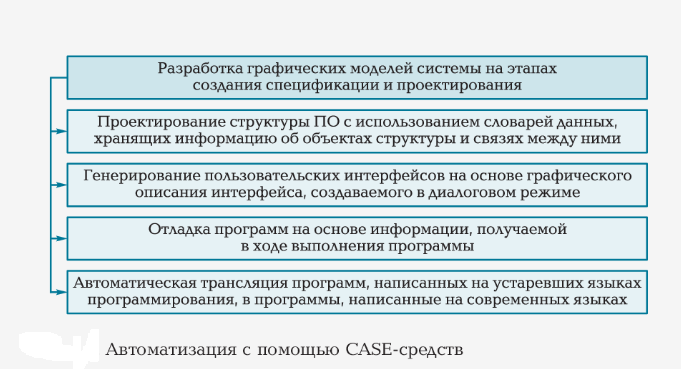 Разработка графических моделей системы на этапах
создания спецификации и проектирования
Проектирование структуры ПО с использованием словарей данных,
хранящих информацию об объектах структуры и связях между ними
Генерирование пользовательских интерфейсов на основе графического
описания интерфейса, создаваемого в диалоговом режиме
Отладка программ на основе информации, получаемой
в ходе выполнения программы
Автоматическая трансляция программ, написанных на устаревших языках
программирования, в программы, написанные на современных языках
Автоматизация с помощью CASE-средств